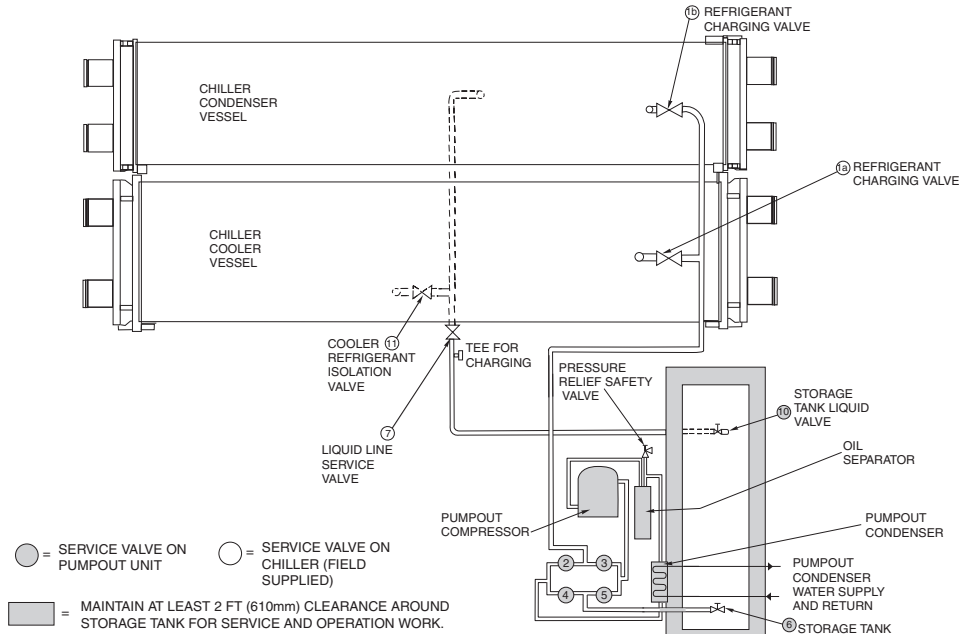 1b REFRIGERANT
CHARGING VALVE
CHILLER
CONDENSER
VESSEL
1a REFRIGERANT
CHARGING VALVE
CHILLER
COOLER
VESSEL
COOLER 11
REFRIGERANT
ISOLATION
VALVE
TEE FOR
CHARGING
PRESSURE
RELIEF SAFETY
VALVE
7
LIQUID LINE
SERVICE
VALVE
STORAGE
10 TANK LIQUID
VALVE
OIL
SEPARATOR
PUMPOUT
COMPRESSOR
PUMPOUT
CONDENSER
2
3
4
5
PUMPOUT
CONDENSER
WATER SUPPLY
AND RETURN
6 STORAGE TANK
= SERVICE VALVE ON
PUMPOUT UNIT
= SERVICE VALVE ON
CHILLER (FIELD
SUPPLIED)
= MAINTAIN AT LEAST 2 FT (610mm) CLEARANCE AROUND
STORAGE TANK FOR SERVICE AND OPERATION WORK.